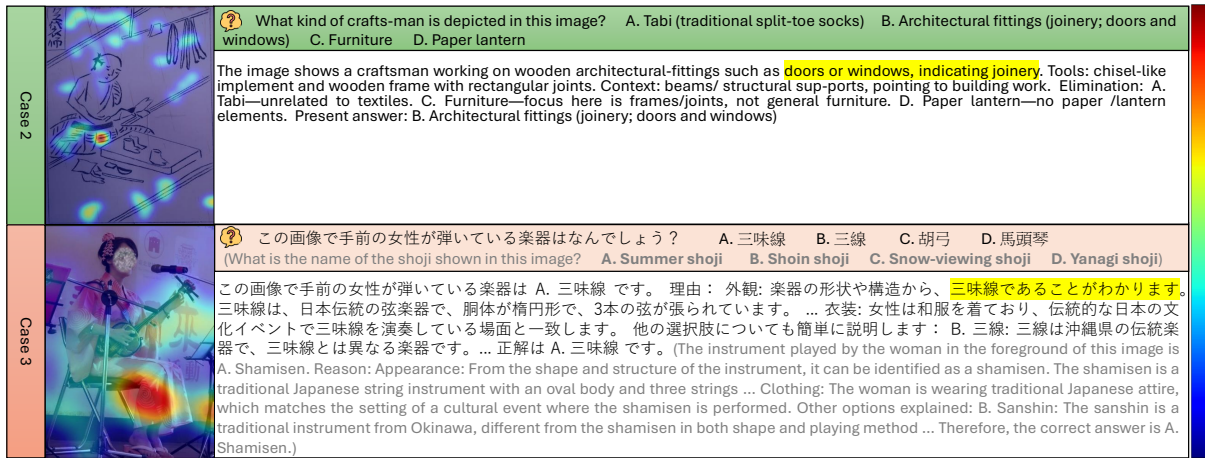 Case 2
What kind of crafts-man is depicted in this image? A. Tabi (traditional split-toe socks) B. Architectural fittings (joinery; doors and
windows) C. Furniture D. Paper lantern
The image shows a craftsman working on wooden architectural-fittings such as doors or windows, indicating joinery. Tools: chisel-like
implement and wooden frame with rectangular joints. Context: beams/ structural sup-ports, pointing to building work. Elimination: A.
Tabi—unrelated to textiles. C. Furniture—focus here is frames/joints, not general furniture. D. Paper lantern—no paper /lantern
elements. Present answer: B. Architectural fittings (joinery; doors and windows)
Case 3
この画像で手前の女性が弾いている楽器はなんでしょう？ A. 三味線 B. 三線 C. 胡弓 D. 馬頭琴
(What is the name of the shoji shown in this image? A. Summer shoji B. Shoin shoji C. Snow-viewing shoji D. Yanagi shoji)
この画像で手前の女性が弾いている楽器は A. 三味線 です。 理由： 外観: 楽器の形状や構造から、三味線であることがわかります。
三味線は、日本伝統の弦楽器で、胴体が楕円形で、3本の弦が張られています。 ... 衣装: 女性は和服を着ており、伝統的な日本の文
化イベントで三味線を演奏している場面と一致します。 他の選択肢についても簡単に説明します： B. 三線: 三線は沖縄県の伝統楽
器で、三味線とは異なる楽器です。... 正解は A. 三味線 です。(The instrument played by the woman in the foreground of this image is
A. Shamisen. Reason: Appearance: From the shape and structure of the instrument, it can be identified as a shamisen. The shamisen is a
traditional Japanese string instrument with an oval body and three strings ... Clothing: The woman is wearing traditional Japanese attire,
which matches the setting of a cultural event where the shamisen is performed. Other options explained: B. Sanshin: The sanshin is a
traditional instrument from Okinawa, different from the shamisen in both shape and playing method ... Therefore, the correct answer is A.
Shamisen.)